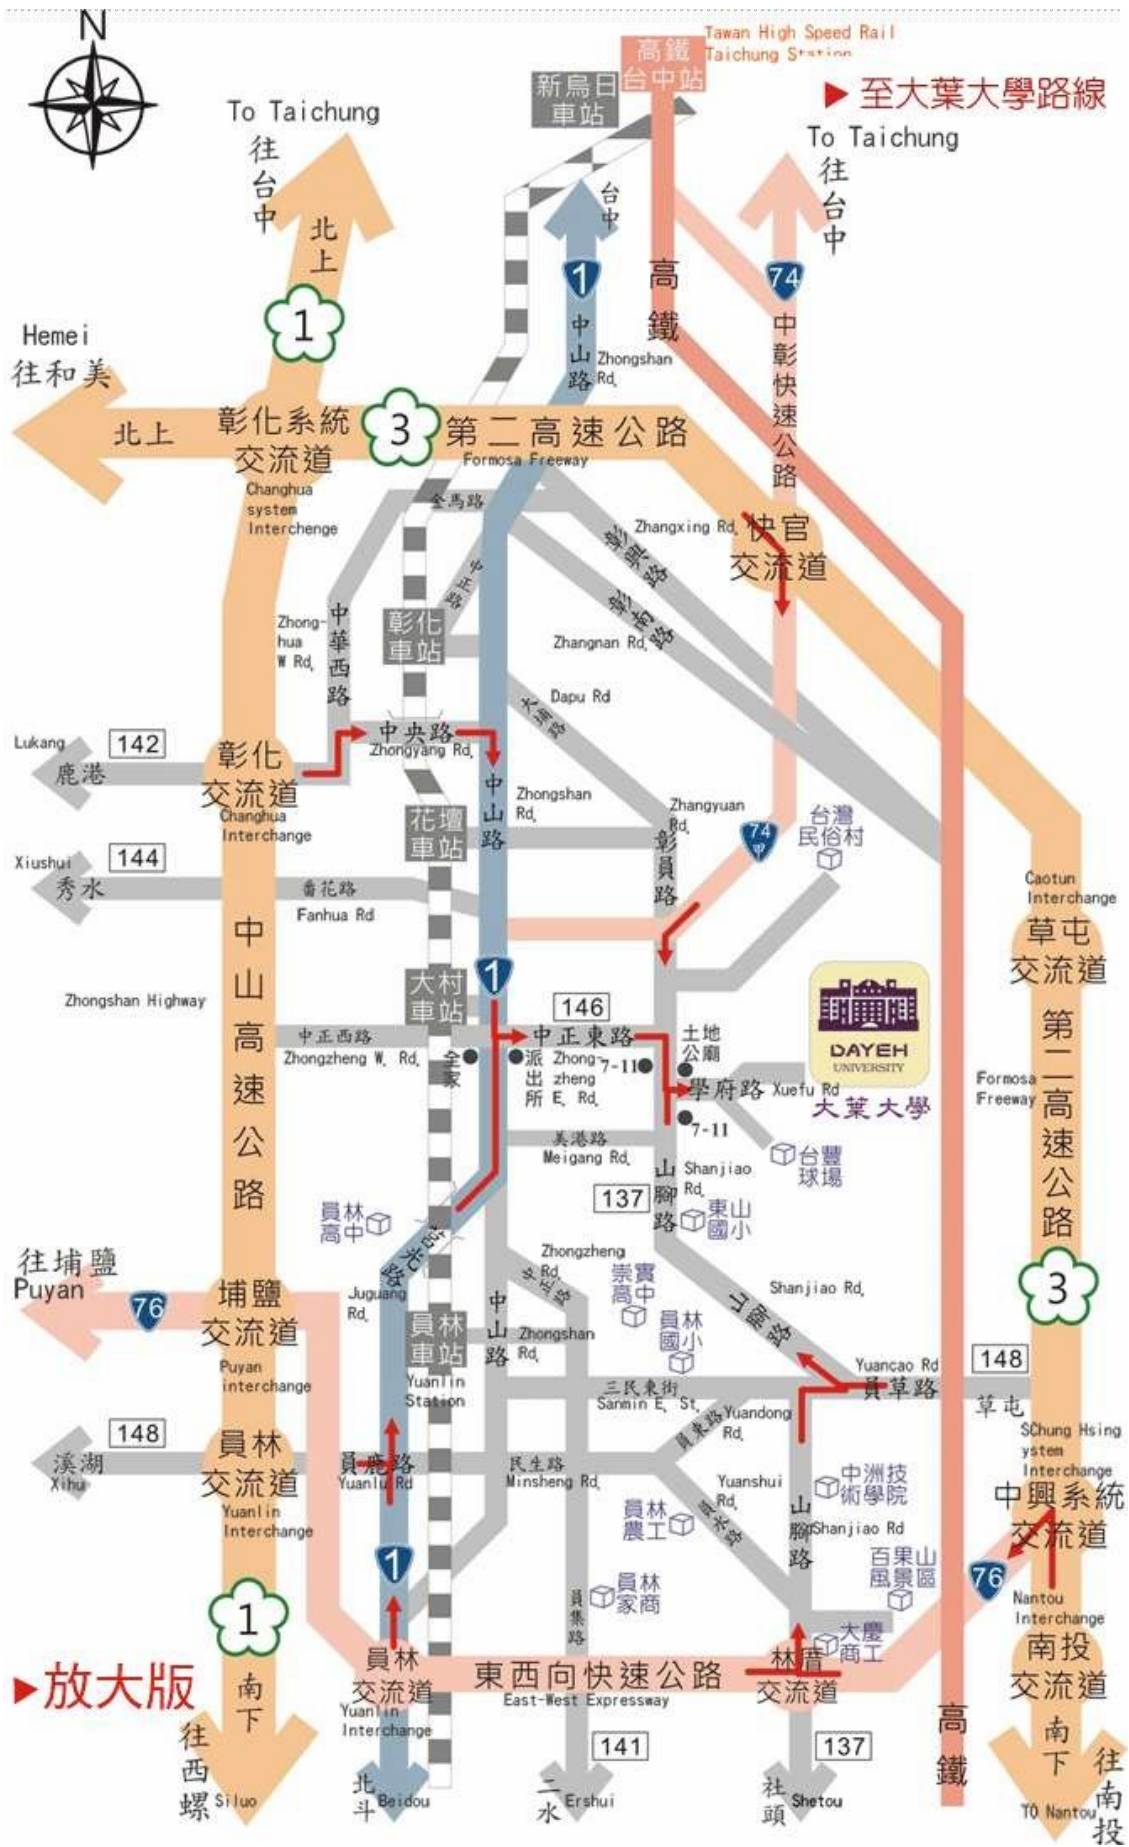 N
Tawan High Speed Rail
Taichung Station
高鐵
台中站
新烏日
車站
▶ 至大葉大學路線
To Taichung
往台中
To Taichung
往台中
北上
台中
1
74
1
高鐵
中彰快速公路
中山路
Zhongshan
Rd.
Hemei
往和美
北上
彰化系統
交流道
3
第二高速公路
Formosa Freeway
Changhua
system
Interchenge
金馬路
Zhangxing Rd.
彰興路
快官
交流道
中正路
彰南路
Zhangnan Rd.
Zhong-
hua
W Rd.
中華西路
彰化
車站
Dapu Rd
大埔路
Lukang
142
鹿港
彰化
交流道
Changhua
Interchange
中央路
Zhongyang Rd.
中山路
Zhongshan
Rd.
Zhangyuan
Rd.
彰員路
74
甲
台灣
民俗村
花壇
車站
Xiushui
144
秀水
番花路
Fanhua Rd
Caotun
Interchange
草屯
交流道
中山高速公路
Zhongshan Highway
1
大村
車站
146
中正西路
Zhongzheng W. Rd.
全家
中正東路
派出所
Zhong-
zheng
E. Rd.
7-11
土地
公廟
學府路
Xuefu Rd
7-11
DAYEH
UNIVERSITY
大葉大學
第二高速公路
Formosa
Freeway
美港路
Meigang Rd.
台豐
球場
137
山腳路
Shanjiao
Rd.
東山
國小
員林
高中
莒光路
Juguang
Rd.
Zhongzheng
Rd.
中正路
崇實
高中
Shanjiao Rd.
山腳路
3
往埔鹽
Puyan
76
埔鹽
交流道
Puyan
interchange
員林
車站
Yuanlin
Station
中山路
Zhongshan
Rd.
員林
國小
Yuancao Rd
員草路
148
草屯
三民東街
Sanmin E. St.
員東路
Yuandong
Rd.
148
溪湖
Xihu
員林
交流道
Yuanlin
Interchange
員鹿路
Yuanlu Rd
民生路
Minsheng Rd.
Yuanshui
Rd.
員水路
中洲技
術學院
SChung Hsing
ystem
Interchange
中興系統
交流道
員林
農工
山腳路
Shanjiao Rd
百果山
風景區
76
1
1
員林
家商
員集路
大慶
商工
Nantou
Interchange
南投
交流道
▶放大版
南下
員林
交流道
Yuanlin
Interchange
東西向快速公路
East-West Expressway
林厝
交流道
高鐵
南下
往西螺
Siluo
北斗
Beidou
141
二水
Ershui
137
社頭
Shetou
TO Nantou
往南投